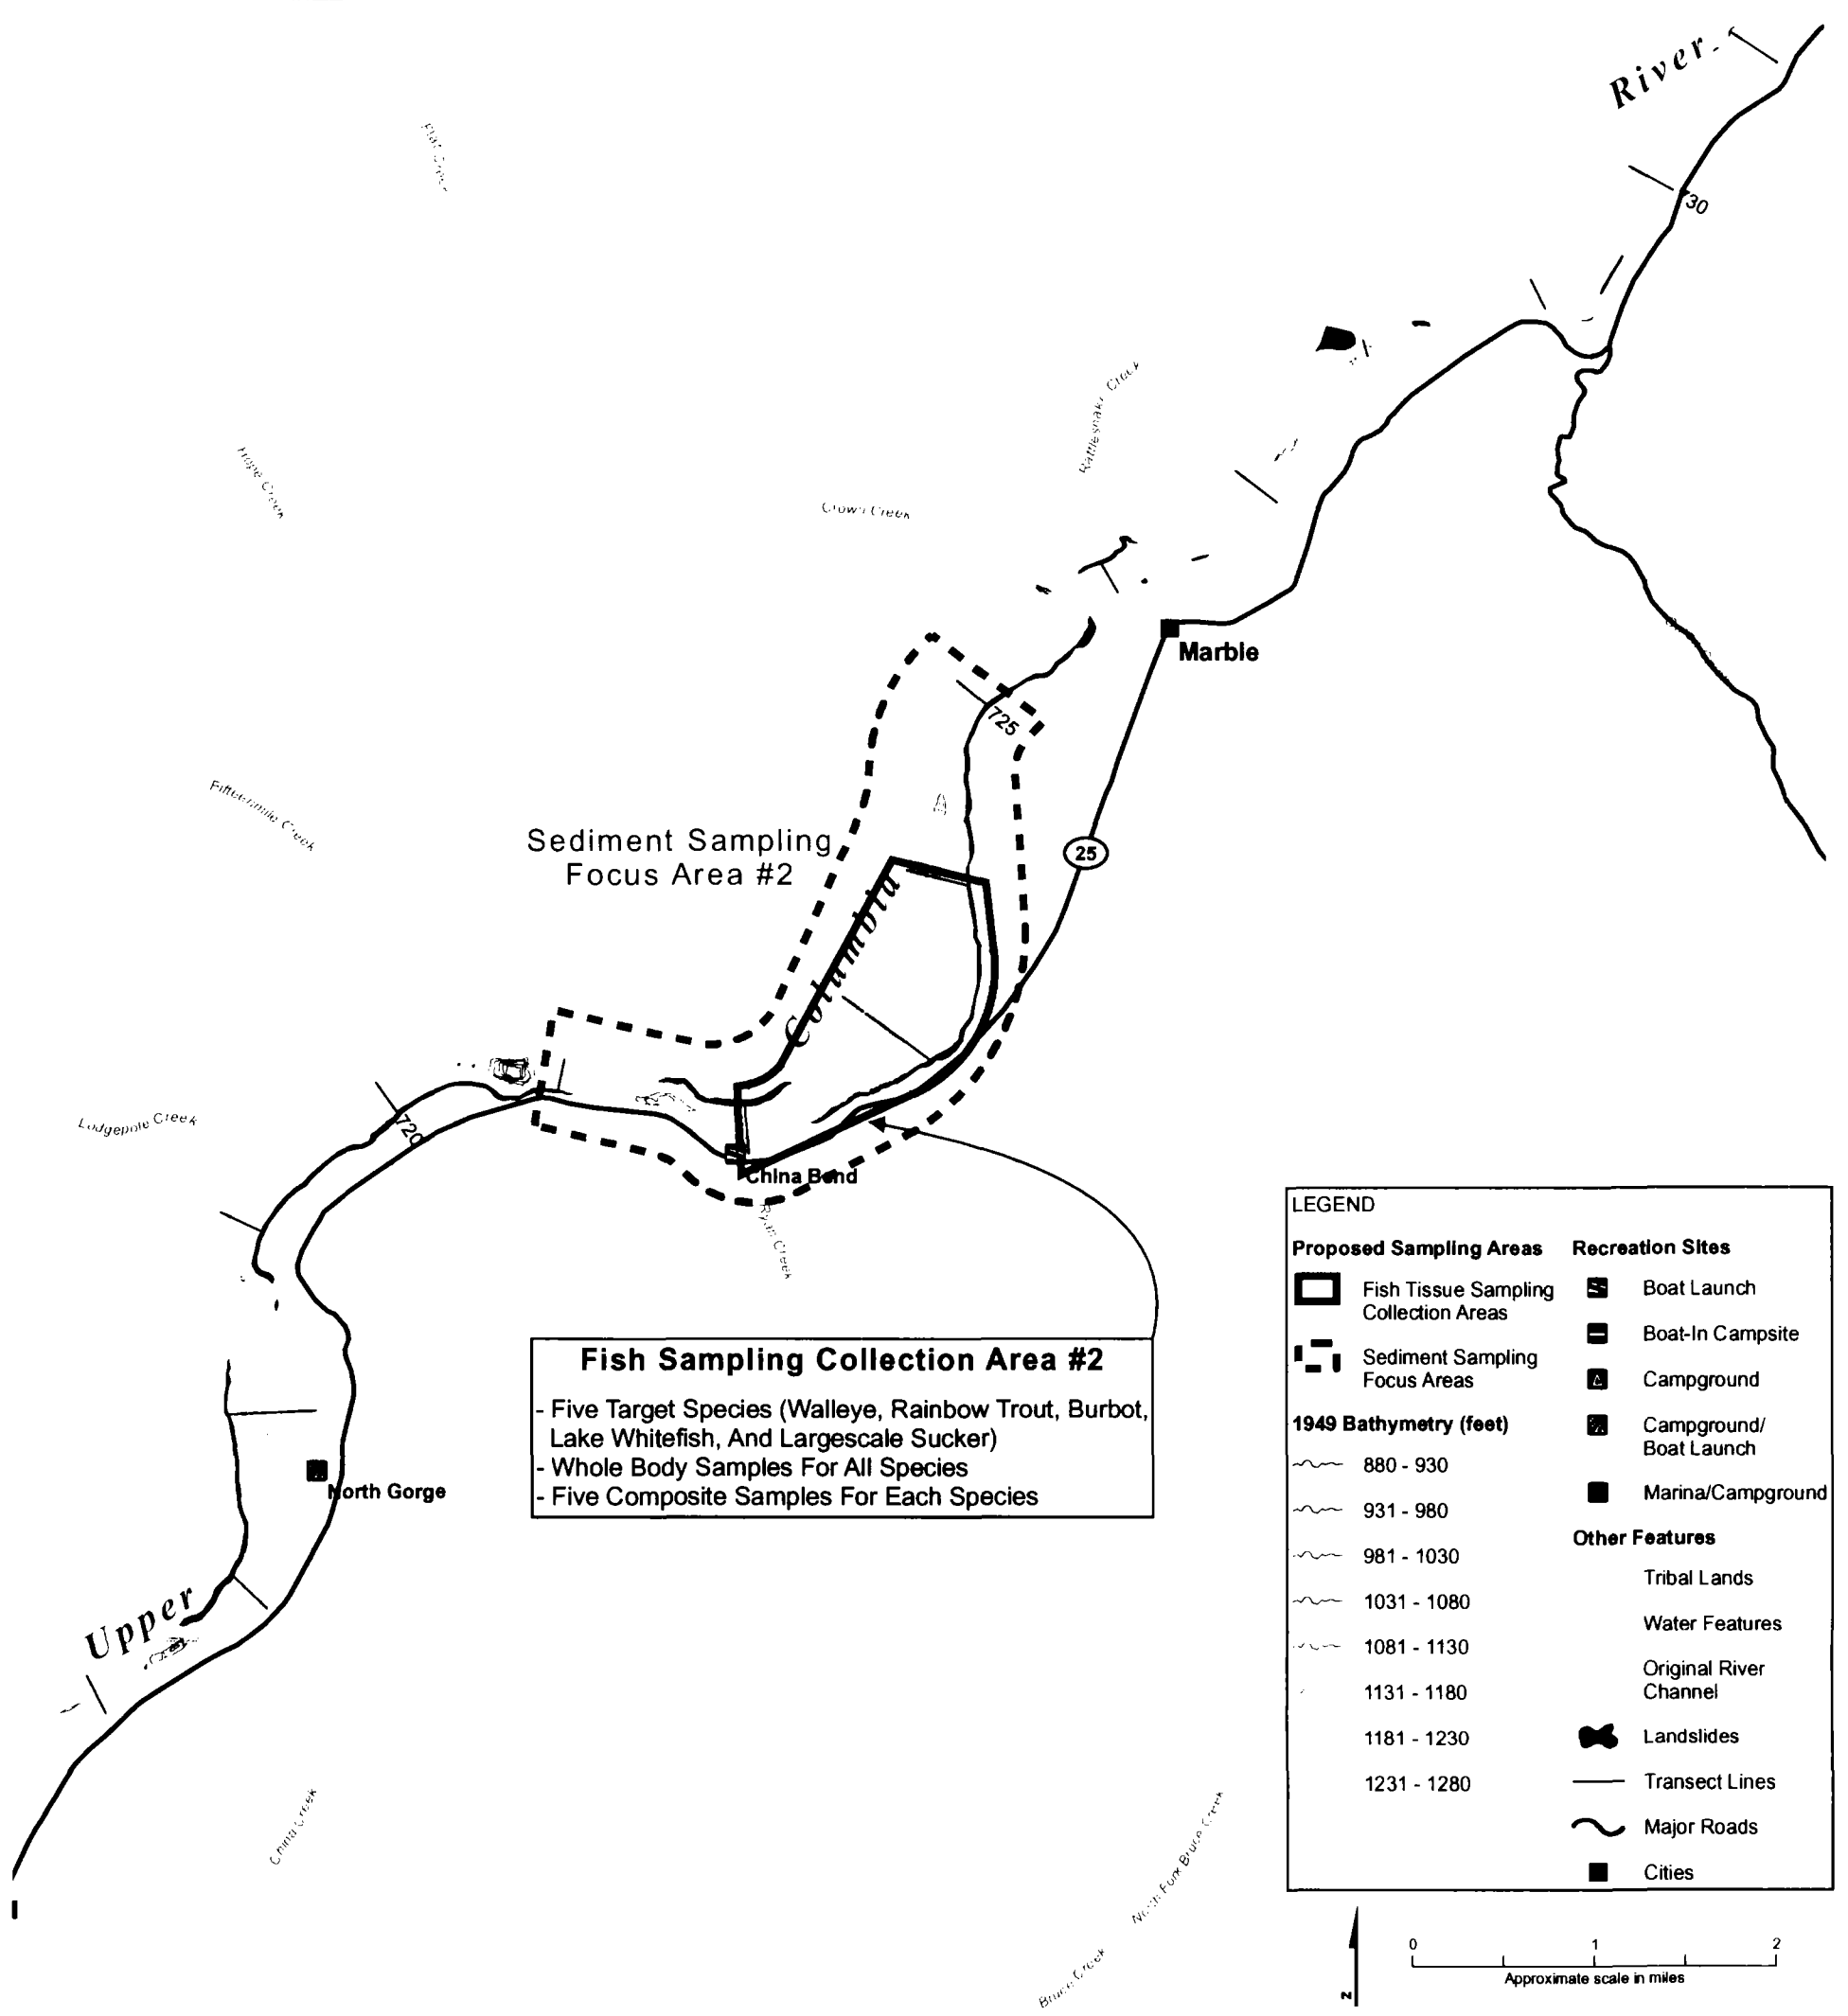 River
730
Hope Creek
Rattlesnake Creek
Crown Creek
Marble
725
Fifteenmile Creek
Sediment Sampling
Focus Area #2
25
Columbia
Lodgepole Creek
720
China Bend
Ryan Creek
Fish Sampling Collection Area #2
- Five Target Species (Walleye, Rainbow Trout, Burbot,
Lake Whitefish, And Largescale Sucker)
- Whole Body Samples For All Species
- Five Composite Samples For Each Species
North Gorge
Upper
China Creek
North Fork Bruce Creek
Bruce Creek
LEGEND
Proposed Sampling Areas
Fish Tissue Sampling
Collection Areas
Sediment Sampling
Focus Areas
1949 Bathymetry (feet)
880 - 930
931 - 980
981 - 1030
1031 - 1080
1081 - 1130
1131 - 1180
1181 - 1230
1231 - 1280
Recreation Sites
Boat Launch
Boat-In Campsite
Campground
Campground/
Boat Launch
Marina/Campground
Other Features
Tribal Lands
Water Features
Original River
Channel
Landslides
Transect Lines
Major Roads
Cities
N
0 1 2
Approximate scale in miles